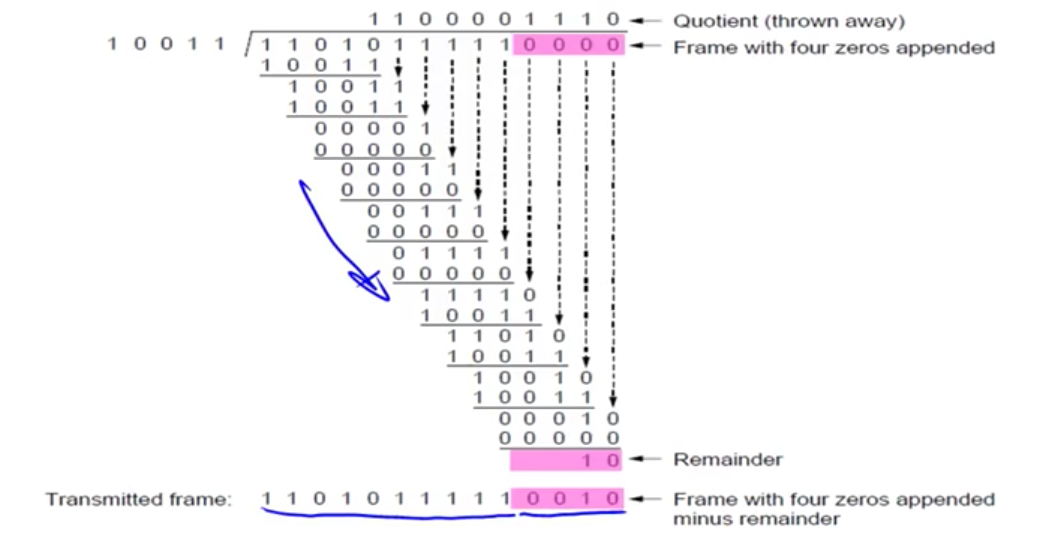 1 1 0 0 0 0 1 1 1 0 Quotient (thrown away)
1 0 0 1 1 1 1 0 1 0 1 1 1 1 1 0 0 0 0 Frame with four zeros appended
1 0 0 1 1
1 0 0 1 1
1 0 0 1 1
0 0 0 0 1
0 0 0 0 0
0 0 0 1 1
0 0 0 0 0
0 0 1 1 1
0 0 0 0 0
0 1 1 1 1
0 0 0 0 0
1 1 1 1 0
1 0 0 1 1
1 1 0 1 0
1 0 0 1 1
1 0 0 1 0
1 0 0 1 1
0 0 0 1 0
0 0 0 0 0
1 0 Remainder
Transmitted frame: 1 1 0 1 0 1 1 1 1 1 0 0 1 0 Frame with four zeros appended
minus remainder